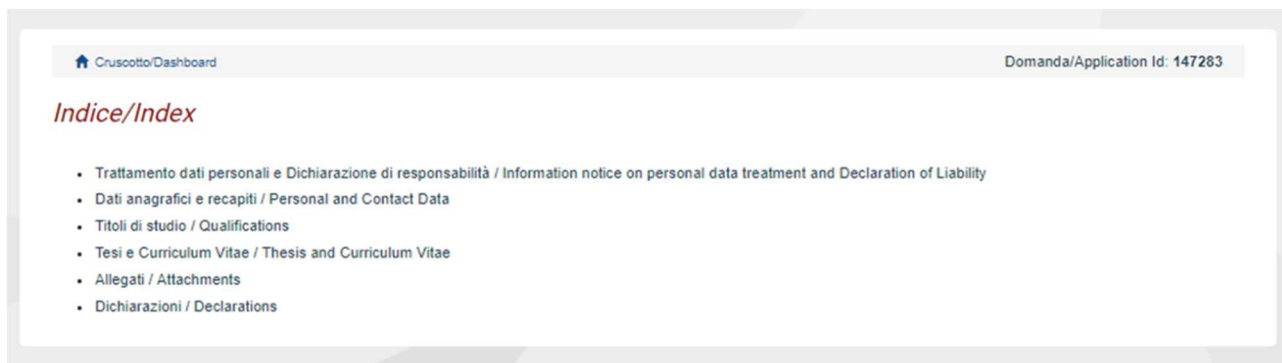 Cruscotto/Dashboard Domanda/Application Id: 147283
Indice/Index
• Trattamento dati personali e Dichiarazione di responsabilità / Information notice on personal data treatment and Declaration of Liability
• Dati anagrafici e recapiti / Personal and Contact Data
• Titoli di studio / Qualifications
• Tesi e Curriculum Vitae / Thesis and Curriculum Vitae
• Allegati / Attachments
• Dichiarazioni / Declarations